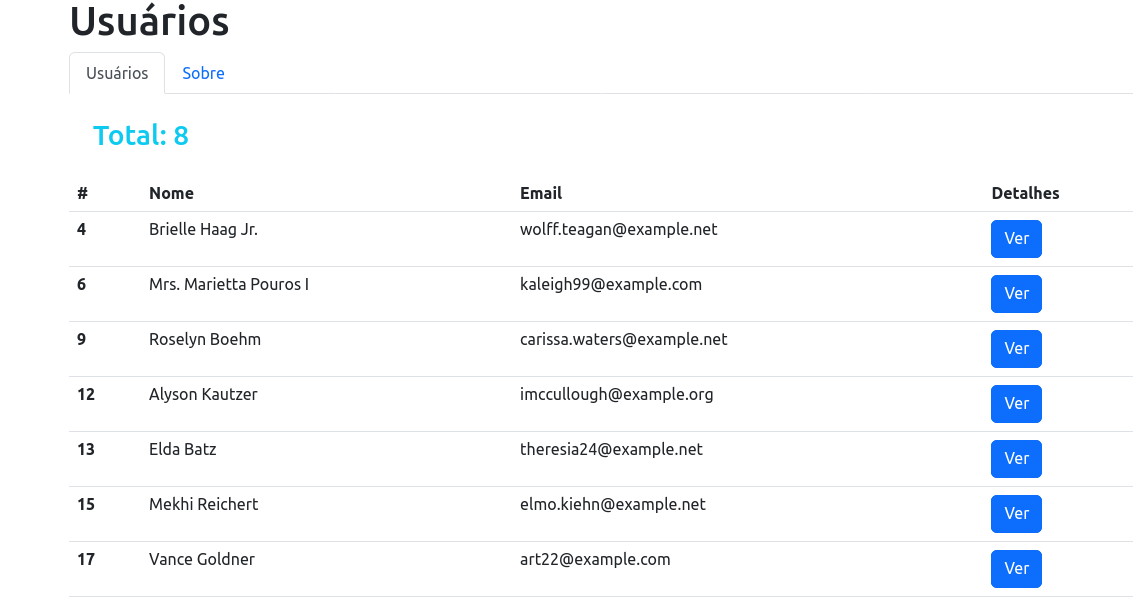 Usuários
Usuários Sobre
Total: 8
# Nome Email Detalhes
4 Brielle Haag Jr. wolff.teagan@example.net Ver
6 Mrs. Marietta Pouros I kaleigh99@example.com Ver
9 Roselyn Boehm carissa.waters@example.net Ver
12 Alyson Kautzer imccullough@example.org Ver
13 Elda Batz theresia24@example.net Ver
15 Mekhi Reichert elmo.kiehn@example.net Ver
17 Vance Goldner art22@example.com Ver